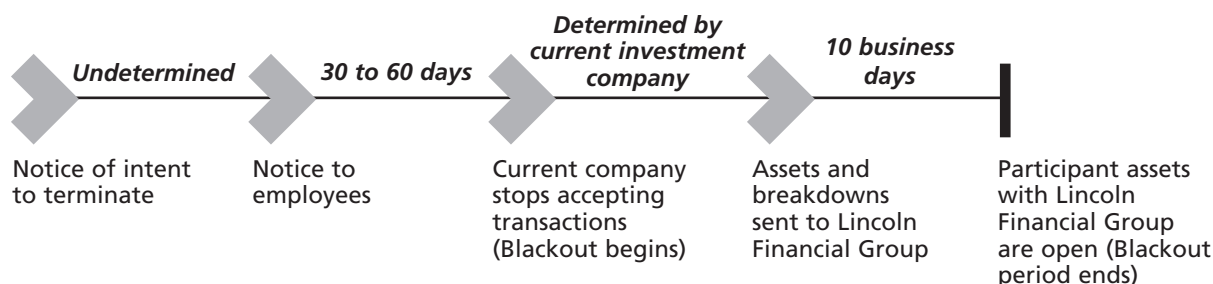 Undetermined
30 to 60 days
Determined by
current investment
company
10 business
days
Notice of intent
to terminate
Notice to
employees
Current company
stops accepting
transactions
(Blackout begins)
Assets and
breakdowns
sent to Lincoln
Financial Group
Participant assets
with Lincoln
Financial Group
are open (Blackout
period ends)